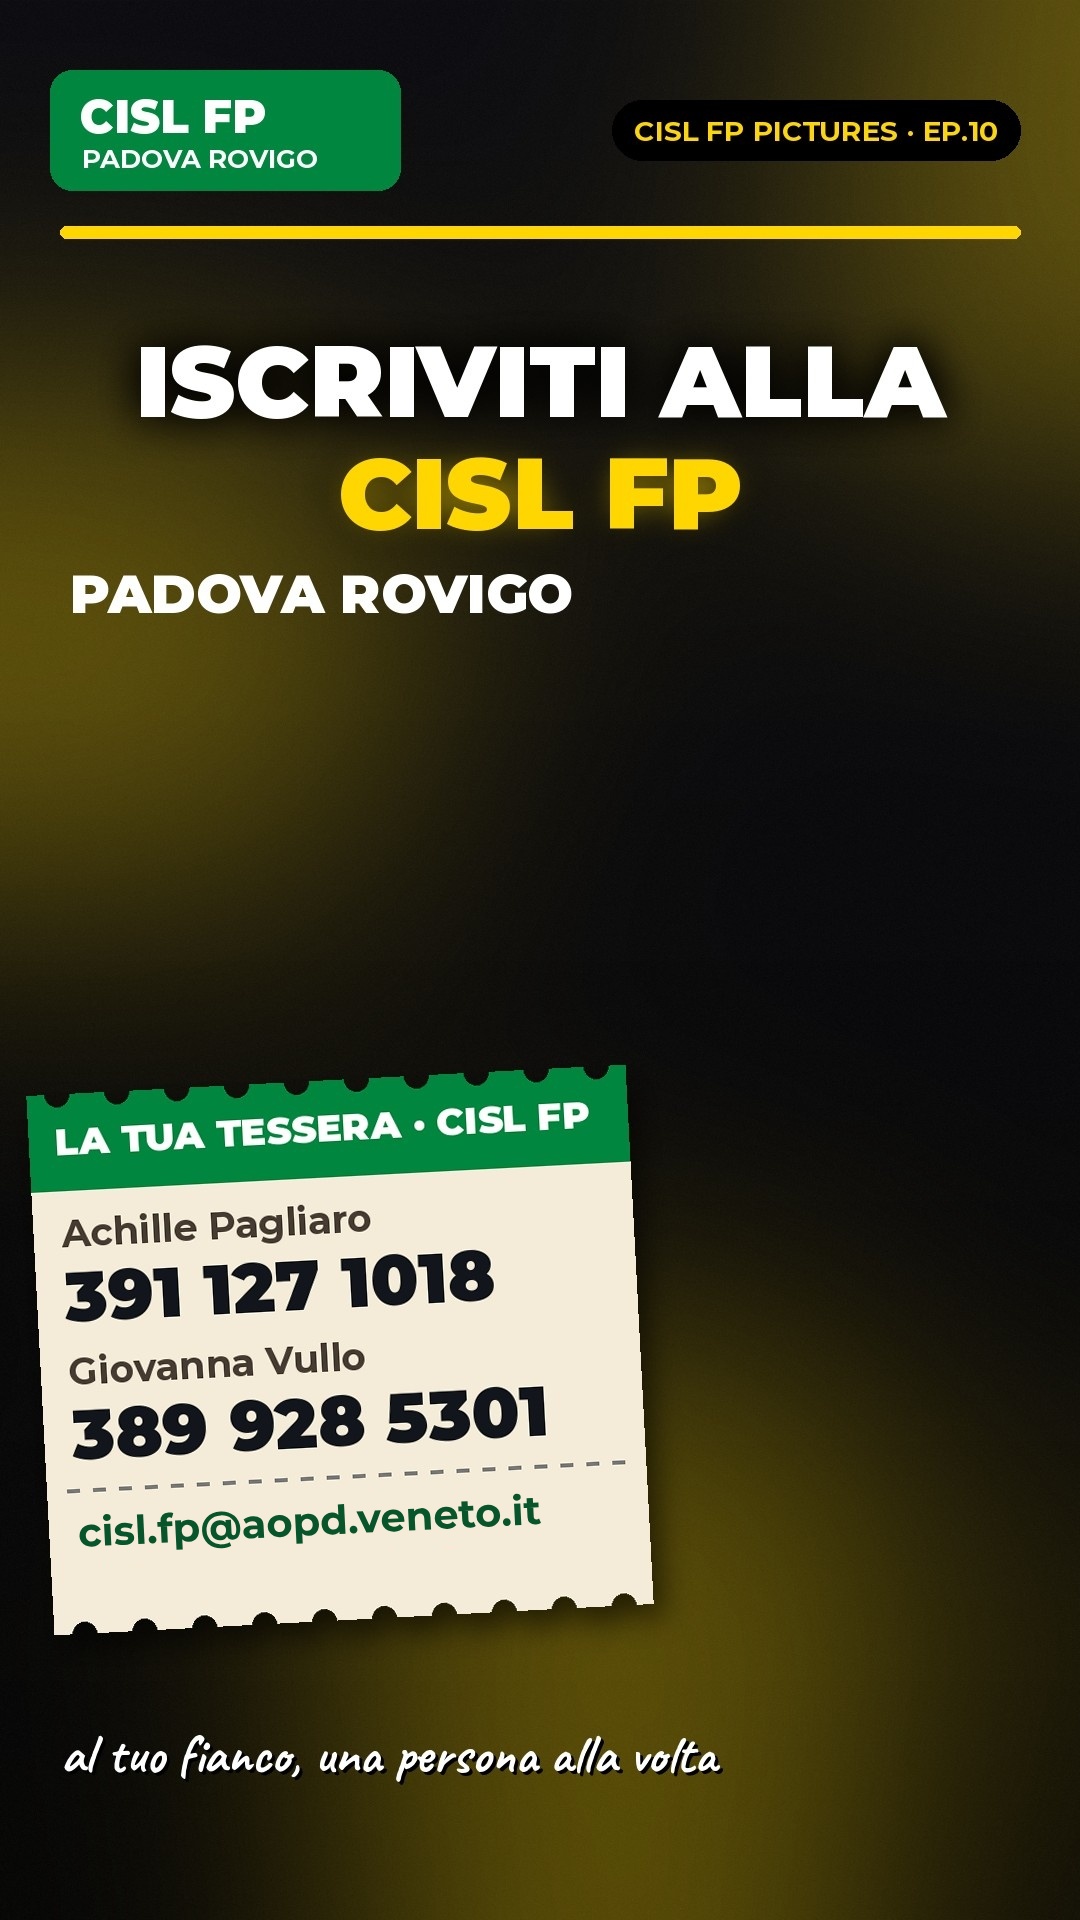 CISL FP
PADOVA ROVIGO
CISL FP PICTURES · EP.10
ISCRIVITI ALLA
CISL FP
PADOVA ROVIGO
LA TUA TESSERA · CISL FP
Achille Pagliaro
391 127 1018
Giovanna Vullo
389 928 5301
cisl.fp@aopd.veneto.it
al tuo fianco, una persona alla volta